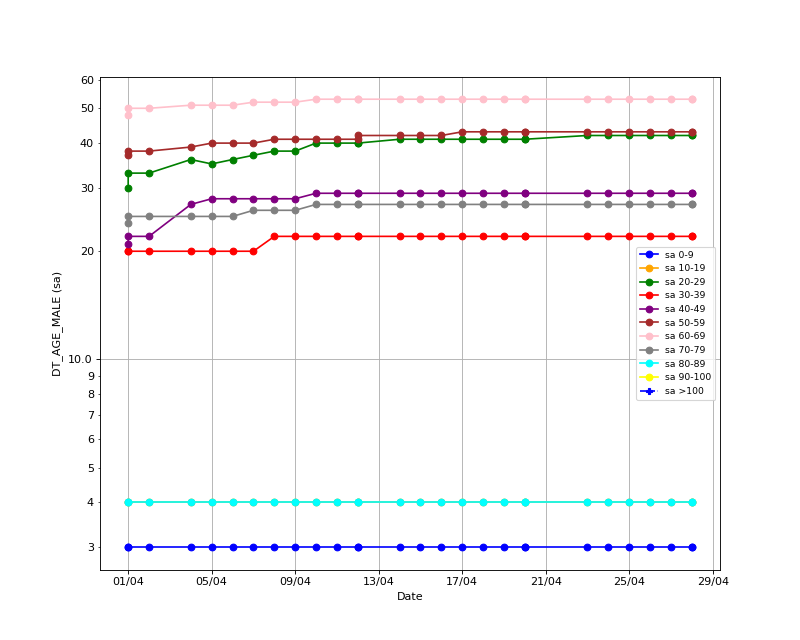 60
50
40
30
20
10.0
9
8
7
6
5
4
3
DT_AGE_MALE (sa)
sa 0-9
sa 10-19
sa 20-29
sa 30-39
sa 40-49
sa 50-59
sa 60-69
sa 70-79
sa 80-89
sa 90-100
sa >100
01/04 05/04 09/04 13/04 17/04 21/04 25/04 29/04
Date